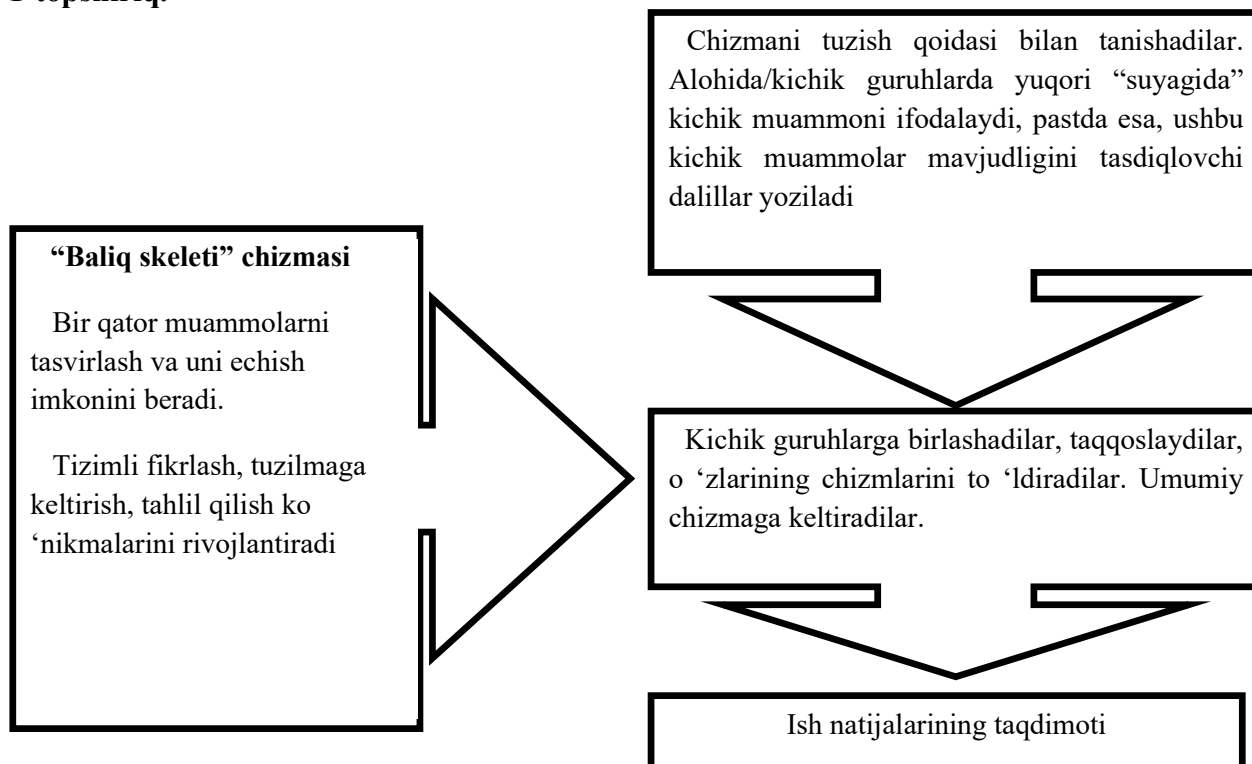 Chizmani tuzish qoidasi bilan tanishadilar.
Alohida/kichik guruhlarda yuqori “suyagida”
kichik muammoni ifodalaydi, pastda esa, ushbu
kichik muammolar mavjudligini tasdiqlovchi
dalillar yoziladi
“Baliq skeleti” chizmasi
Bir qator muammolarni
tasvirlash va uni echish
imkonini beradi.
Tizimli fikrlash, tuzilmaga
keltirish, tahlil qilish ko
‘nikmalarini rivojlantiradi
Kichik guruhlarga birlashadilar, taqqoslaydilar,
o ‘zlarining chizmlarini to ‘ldiradilar. Umumiy
chizmaga keltiradilar.
Ish natijalarining taqdimoti